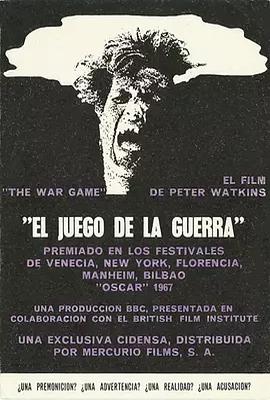 EL FILM
"THE WAR GAME" DE PETER WATKINS
"EL JUEGO DE LA GUERRA"
PREMIADO EN LOS FESTIVALES
DE VENECIA, NEW YORK, FLORENCIA,
MANHEIM, BILBAO
"OSCAR" 1967
UNA PRODUCCION BBC, PRESENTADA EN
COLABORACION CON EL BRITISH FILM INSTITUTE
UNA EXCLUSIVA CIDENSA, DISTRIBUIDA
POR MERCURIO FILMS, S. A.
¿UNA PREMONICION? ¿UNA ADVERTENCIA? ¿UNA REALIDAD? ¿UNA ACUSACION?